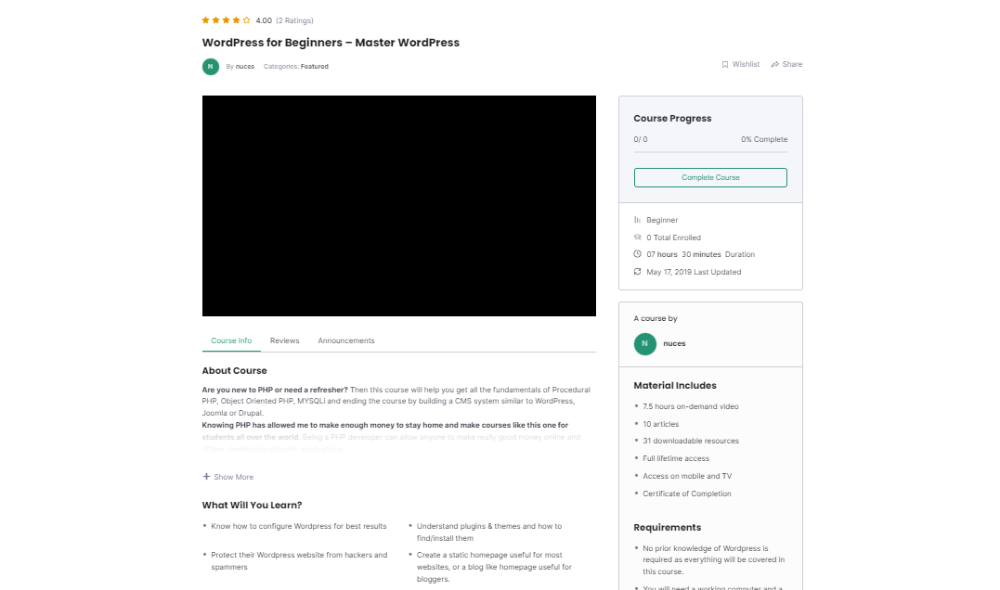 4.00 (2 Ratings)
WordPress for Beginners – Master WordPress
N By nuces Categories: Featured
Wishlist Share
Course Progress
0/ 0 0% Complete
Complete Course
Beginner
0 Total Enrolled
07 hours 30 minutes Duration
May 17, 2019 Last Updated
A course by
N nuces
Material Includes
7.5 hours on-demand video
10 articles
31 downloadable resources
Full lifetime access
Access on mobile and TV
Certificate of Completion
Requirements
No prior knowledge of Wordpress is
required as everything will be covered in
this course.
You will need a working computer and a
Course Info Reviews Announcements
About Course
Are you new to PHP or need a refresher? Then this course will help you get all the fundamentals of Procedural
PHP, Object Oriented PHP, MYSQLi and ending the course by building a CMS system similar to WordPress,
Joomla or Drupal.
Knowing PHP has allowed me to make enough money to stay home and make courses like this one for
students all over the world. Being a PHP developer can allow anyone to make really good money online and
offline, developing dynamic applications.
+ Show More
What Will You Learn?
Know how to configure Wordpress for best results
Protect their Wordpress website from hackers and
spammers
Understand plugins & themes and how to
find/install them
Create a static homepage useful for most
websites, or a blog like homepage useful for
bloggers.